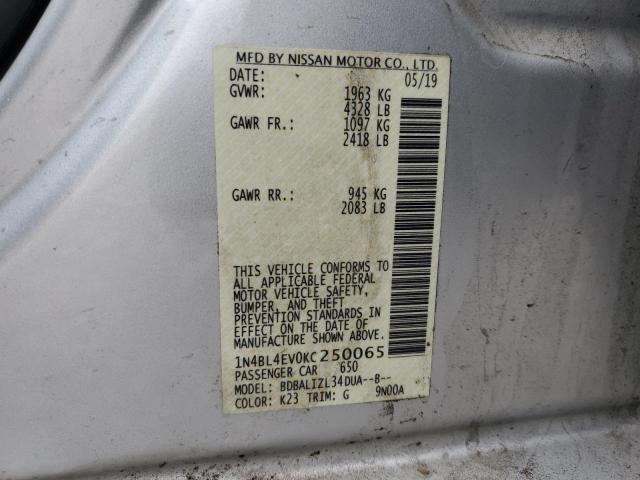 MFD BY NISSAN MOTOR CO., LTD.
DATE: 05/19
GVWR: 1963 KG
4328 LB
GAWR FR.: 1097 KG
2418 LB
GAWR RR.: 945 KG
2083 LB
THIS VEHICLE CONFORMS TO
ALL APPLICABLE FEDERAL
MOTOR VEHICLE SAFETY,
BUMPER, AND THEFT
PREVENTION STANDARDS IN
EFFECT ON THE DATE OF
MANUFACTURE SHOWN ABOVE.
1N4BL4EV0KC250065
PASSENGER CAR 650
MODEL: BDBALIZL34DUA--B--
COLOR: K23 TRIM: G 9N00A